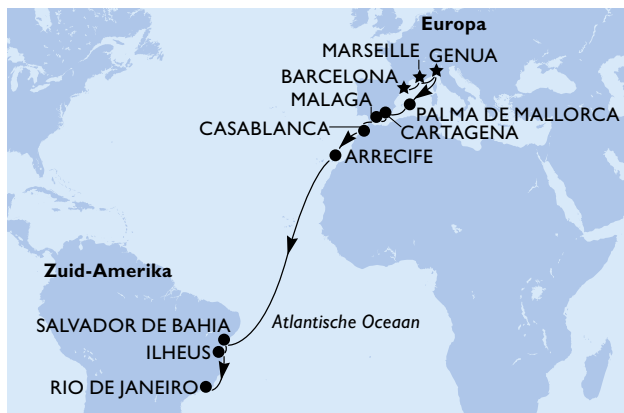 Europa
MARSEILLE
GENUA
BARCELONA
MALAGA
PALMA DE MALLORCA
CASABLANCA
CARTAGENA
ARRECIFE
Zuid-Amerika
SALVADOR DE BAHIA
Atlantische Oceaan
ILHEUS
RIO DE JANEIRO